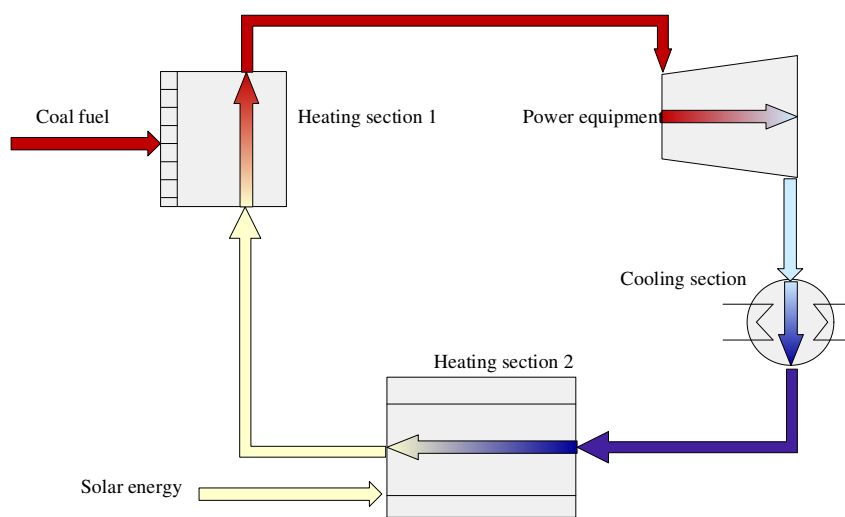 Coal fuel
Heating section 1
Power equipment
Cooling section
Heating section 2
Solar energy